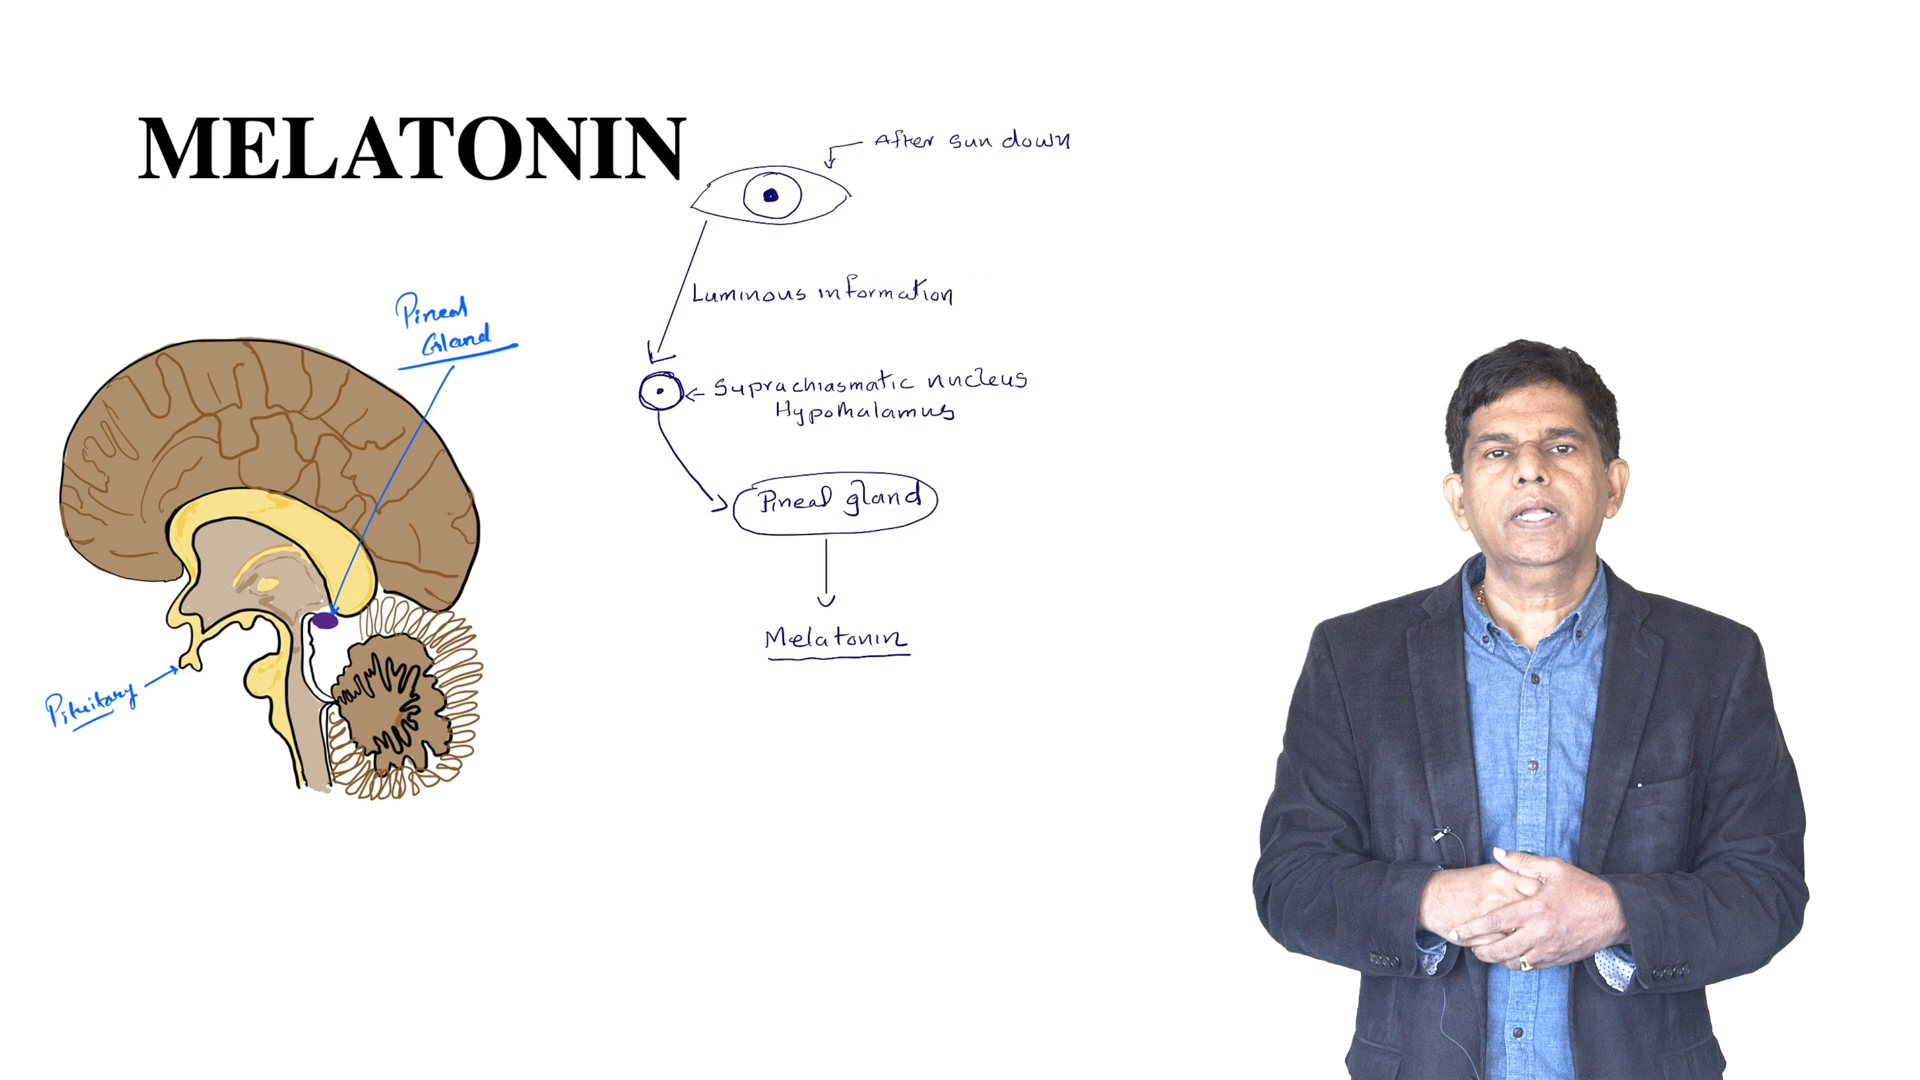 MELATONIN
After sun down
Luminous information
Suprachiasmatic nucleus
Hypothalamus
Pineal gland
Melatonin
Pineal
Gland
Pituitary